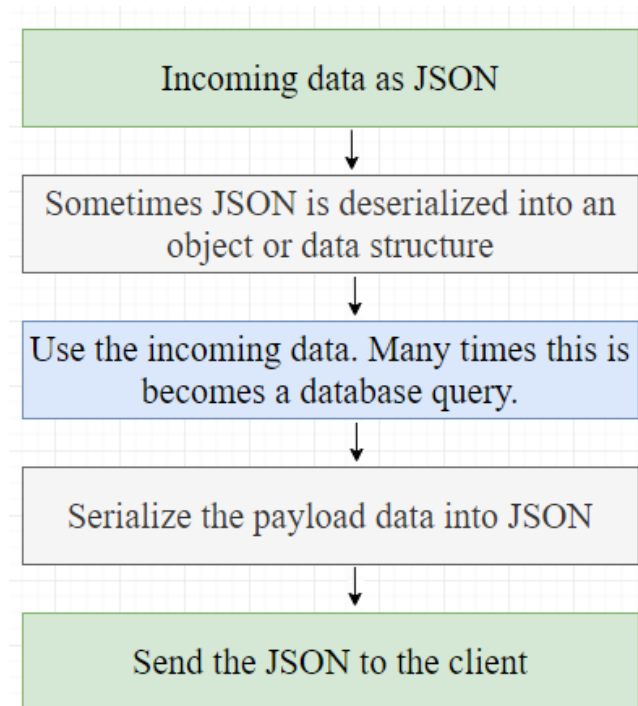 Incoming data as JSON
Sometimes JSON is deserialized into an
object or data structure
Use the incoming data. Many times this is
becomes a database query.
Serialize the payload data into JSON
Send the JSON to the client